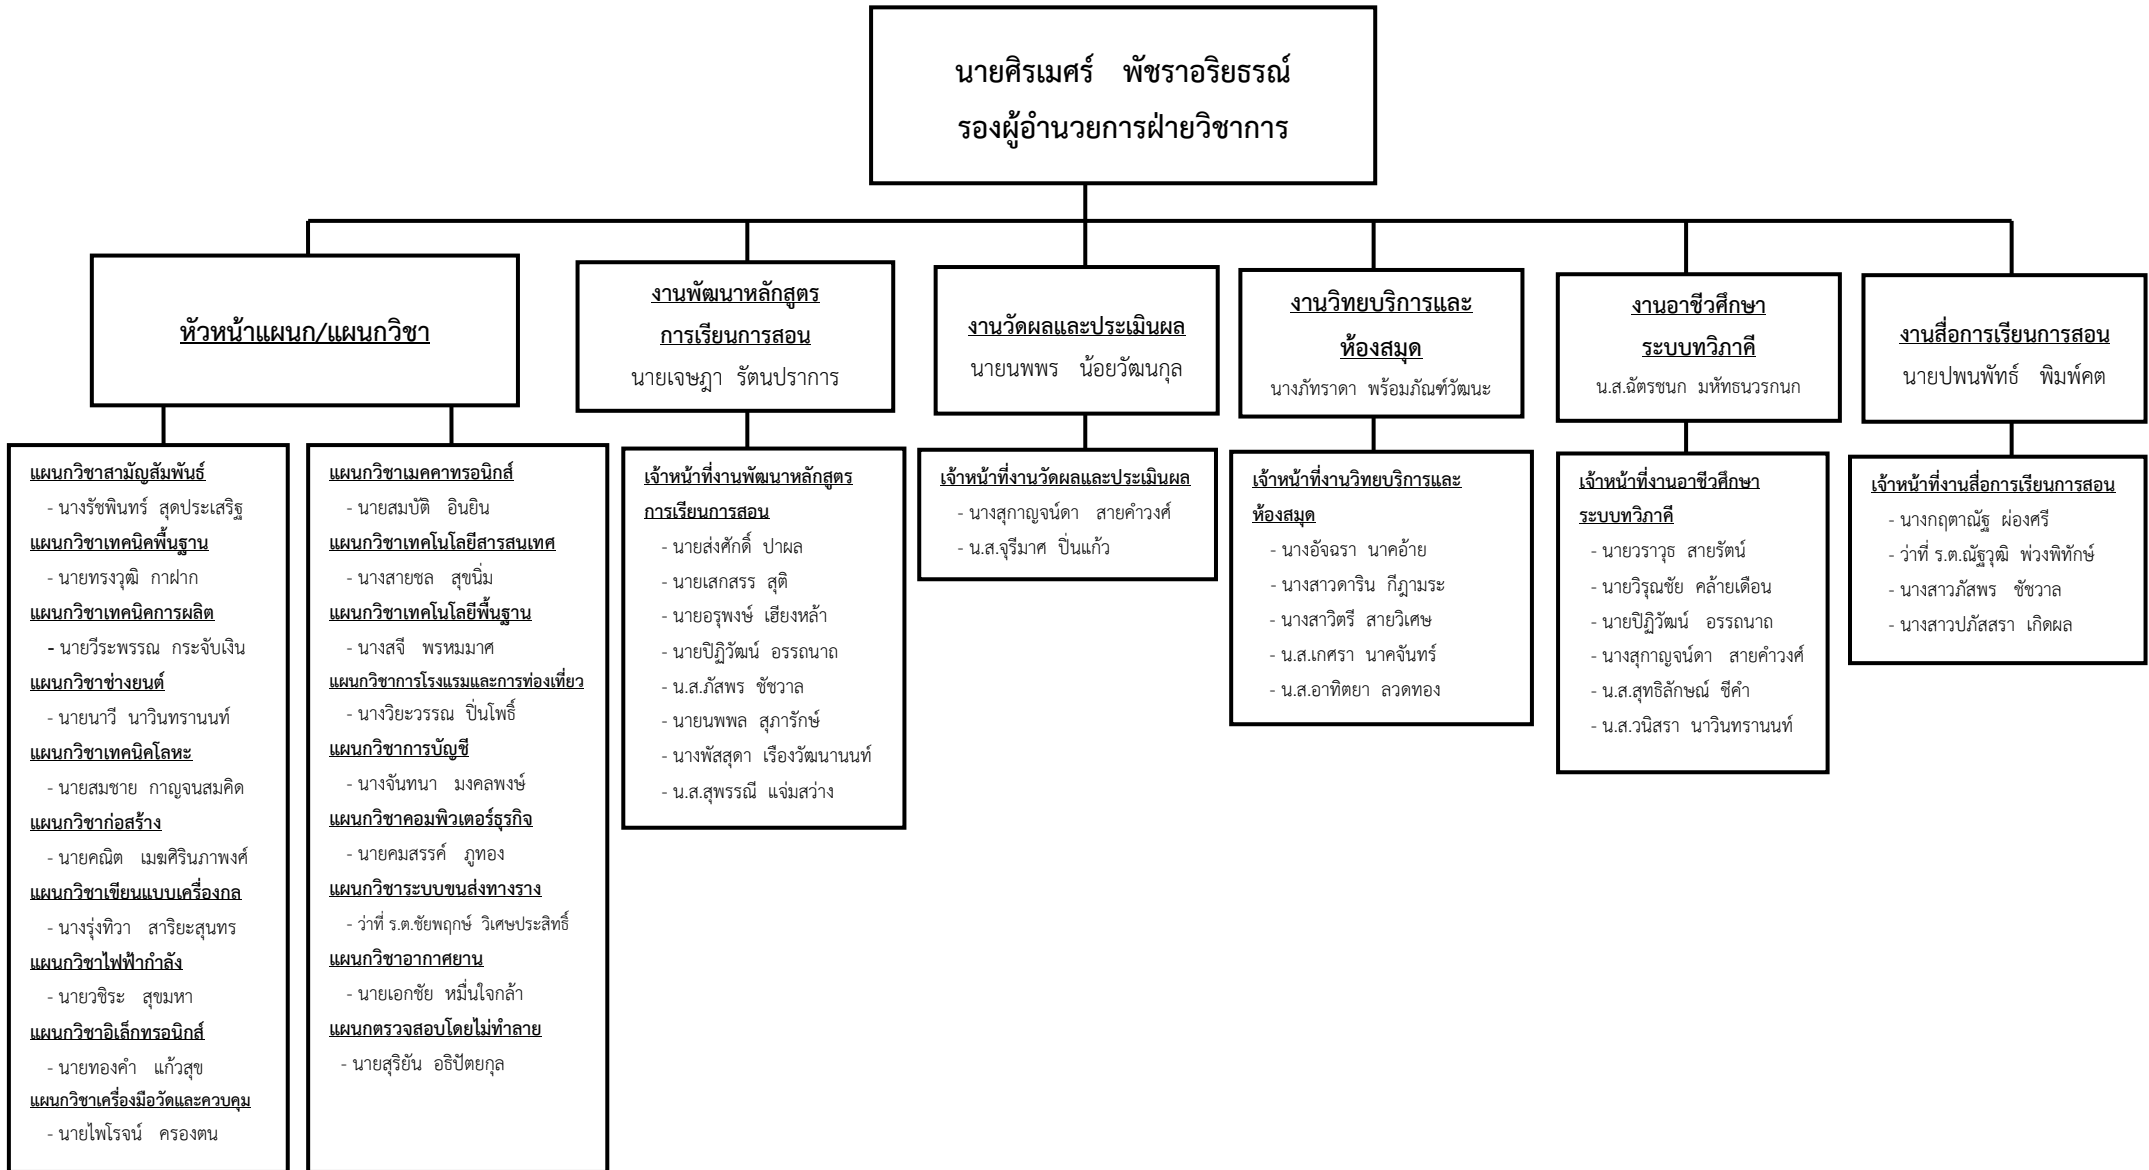 นายศิรเมศร์ พัชราอริยธรณ์
รองผู้อำนวยการฝ่ายวิชาการ
หัวหน้าแผนก/แผนกวิชา
แผนกวิชาสามัญสัมพันธ์
- นางรัชพินทร์ สุดประเสริฐ
แผนกวิชาเทคนิคพื้นฐาน
- นายทรงวุฒิ กาฝาก
แผนกวิชาเทคนิคการผลิต
- นายวีระพรรณ กระจับเงิน
แผนกวิชาช่างยนต์
- นายนาวี นาวินทรานนท์
แผนกวิชาเทคนิคโลหะ
- นายสมชาย กาญจนสมคิด
แผนกวิชาก่อสร้าง
- นายคณิต เมฆศิรินภาพงศ์
แผนกวิชาเขียนแบบเครื่องกล
- นางรุ่งทิวา สาริยะสุนทร
แผนกวิชาไฟฟ้ากำลัง
- นายวชิระ สุขมหา
แผนกวิชาอิเล็กทรอนิกส์
- นายทองคำ แก้วสุข
แผนกวิชาเครื่องมือวัดและควบคุม
- นายไพโรจน์ ครองตน
แผนกวิชาเมคคาทรอนิกส์
- นายสมบัติ อินยิน
แผนกวิชาเทคโนโลยีสารสนเทศ
- นางสายชล สุขนิ่ม
แผนกวิชาเทคโนโลยีพื้นฐาน
- นางสจี พรหมมาศ
แผนกวิชาการโรงแรมและการท่องเที่ยว
- นางวิยะวรรณ ปิ่นโพธิ์
แผนกวิชาการบัญชี
- นางจันทนา มงคลพงษ์
แผนกวิชาคอมพิวเตอร์ธุรกิจ
- นายคมสรรค์ ภูทอง
แผนกวิชาระบบขนส่งทางราง
- ว่าที่ ร.ต.ชัยพฤกษ์ วิเศษประสิทธิ์
แผนกวิชาอากาศยาน
- นายเอกชัย หมื่นใจกล้า
แผนกตรวจสอบโดยไม่ทำลาย
- นายสุริยัน อธิปัตยกุล
งานพัฒนาหลักสูตร
การเรียนการสอน
นายเจษฎา รัตนปราการ
เจ้าหน้าที่งานพัฒนาหลักสูตร
การเรียนการสอน
- นายส่งศักดิ์ ปาผล
- นายเสกสรร สุติ
- นายอรุพงษ์ เฮียงหล้า
- นายปิฏิวัฒน์ อรรถนาถ
- น.ส.ภัสพร ชัชวาล
- นายนพพล สุภารักษ์
- นางพัสสุดา เรืองวัฒนานนท์
- น.ส.สุพรรณี แจ่มสว่าง
งานวัดผลและประเมินผล
นายนพพร น้อยวัฒนกุล
เจ้าหน้าที่งานวัดผลและประเมินผล
- นางสุกาญจน์ดา สายคำวงศ์
- น.ส.จุรีมาศ ปิ่นแก้ว
งานวิทยบริการและ
ห้องสมุด
นางภัทราดา พร้อมภัณฑ์วัฒนะ
เจ้าหน้าที่งานวิทยบริการและ
ห้องสมุด
- นางอัจฉรา นาคอ้าย
- นางสาวดาริน กีฎามระ
- นางสาวิตรี สายวิเศษ
- น.ส.เกศรา นาคจันทร์
- น.ส.อาทิตยา ลวดทอง
งานอาชีวศึกษา
ระบบทวิภาคี
น.ส.ฉัตรชนก มหัทธนวรกนก
เจ้าหน้าที่งานอาชีวศึกษา
ระบบทวิภาคี
- นายวราวุธ สายรัตน์
- นายวิรุณชัย คล้ายเดือน
- นายปิฏิวัฒน์ อรรถนาถ
- นางสุกาญจน์ดา สายคำวงศ์
- น.ส.สุทธิลักษณ์ ชีคำ
- น.ส.วนิสรา นาวินทรานนท์
งานสื่อการเรียนการสอน
นายปพนพัทธ์ พิมพ์คต
เจ้าหน้าที่งานสื่อการเรียนการสอน
- นางกฤตาณัฐ ผ่องศรี
- ว่าที่ ร.ต.ณัฐวุฒิ พ่วงพิทักษ์
- นางสาวภัสพร ชัชวาล
- นางสาวปภัสสรา เกิดผล